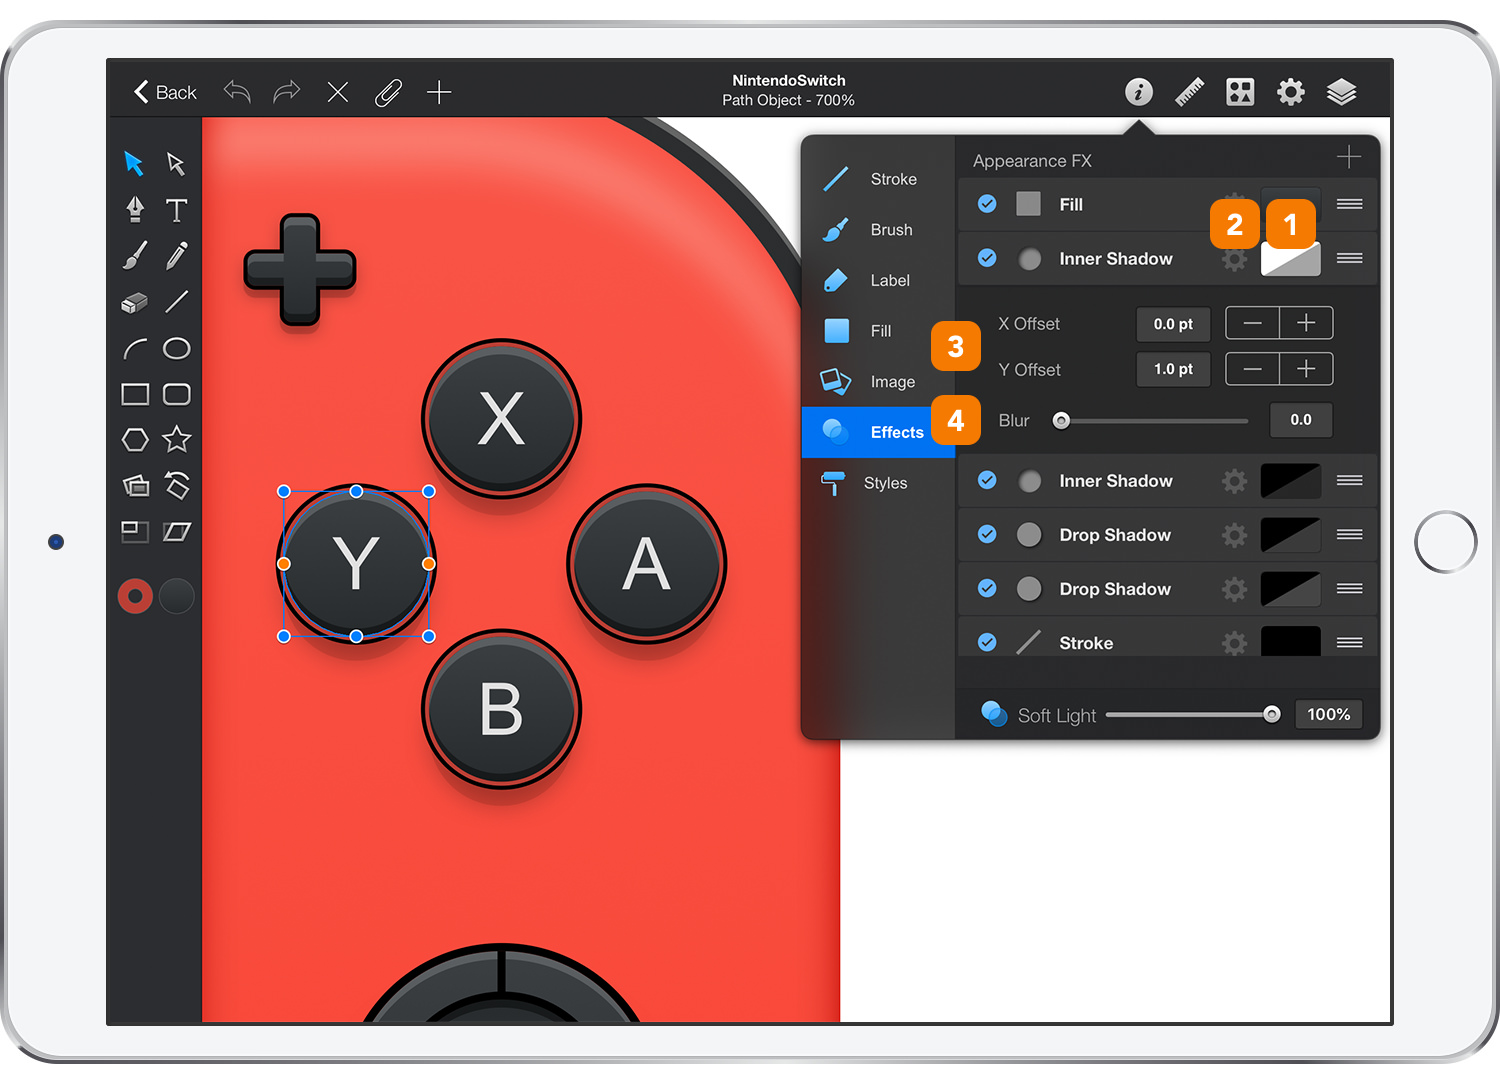 Back
NintendoSwitch
Path Object - 700%
Stroke
Brush
Label
Fill
Image
Effects
Styles
Appearance FX
Fill
2
1
Inner Shadow
X Offset
0.0 pt
3
Y Offset
1.0 pt
4
Blur
0.0
Inner Shadow
Drop Shadow
Drop Shadow
Stroke
Soft Light
100%
X
Y
A
B